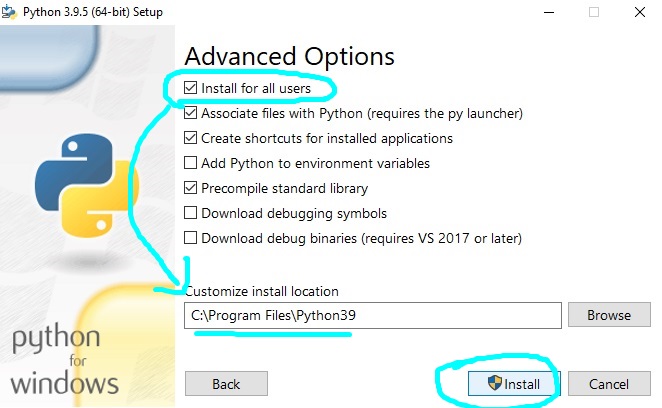 Python 3.9.5 (64-bit) Setup
Advanced Options
Install for all users
Associate files with Python (requires the py launcher)
Create shortcuts for installed applications
Add Python to environment variables
Precompile standard library
Download debugging symbols
Download debug binaries (requires VS 2017 or later)
Customize install location
C:\Program Files\Python39
Browse
python
for
windows
Back
Install
Cancel